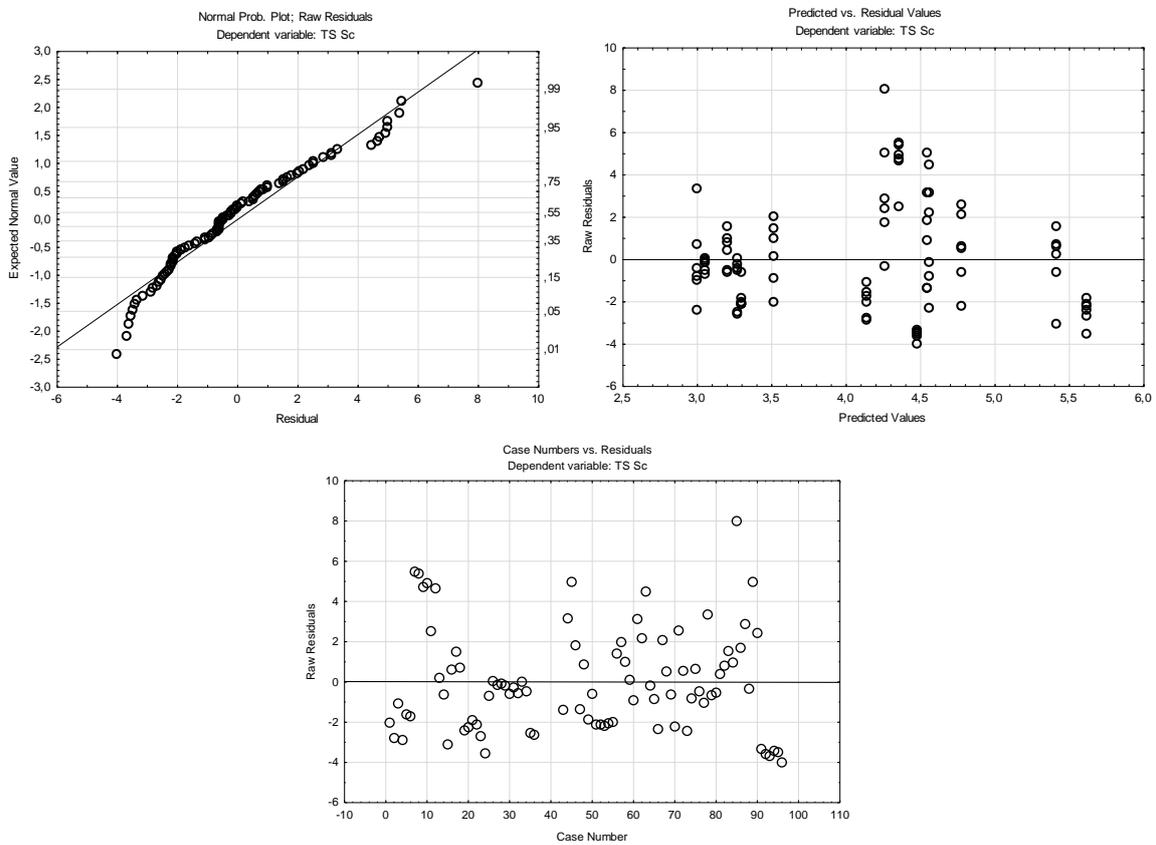 Normal Prob. Plot; Raw Residuals
Dependent variable: TS Sc
3,0
2,5
2,0
1,5
1,0
0,5
0,0
-0,5
-1,0
-1,5
-2,0
-2,5
-3,0
Expected Normal Value
,99
,95
,75
,55
,35
,15
,05
,01
-6 -4 -2 0 2 4 6 8 10
Residual
Predicted vs. Residual Values
Dependent variable: TS Sc
10
8
6
4
2
0
-2
-4
-6
Raw Residuals
2,5 3,0 3,5 4,0 4,5 5,0 5,5 6,0
Predicted Values
Case Numbers vs. Residuals
Dependent variable: TS Sc
10
8
6
4
2
0
-2
-4
-6
Raw Residuals
-10 0 10 20 30 40 50 60 70 80 90 100 110
Case Number